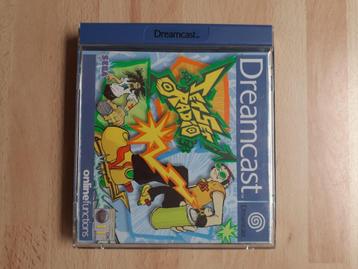 Dreamcast
SEGA
JET SET
RADIO
Dreamcast
online functions